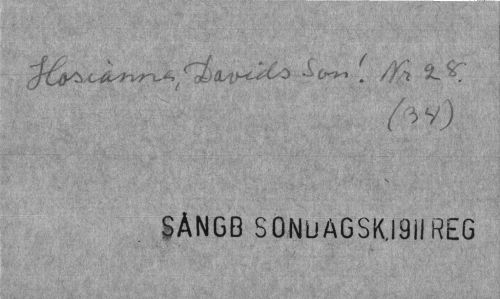 Hosianna, Davids Son! Nr 28.
(34)
SÅNGB SONDAGSK,1911 REG